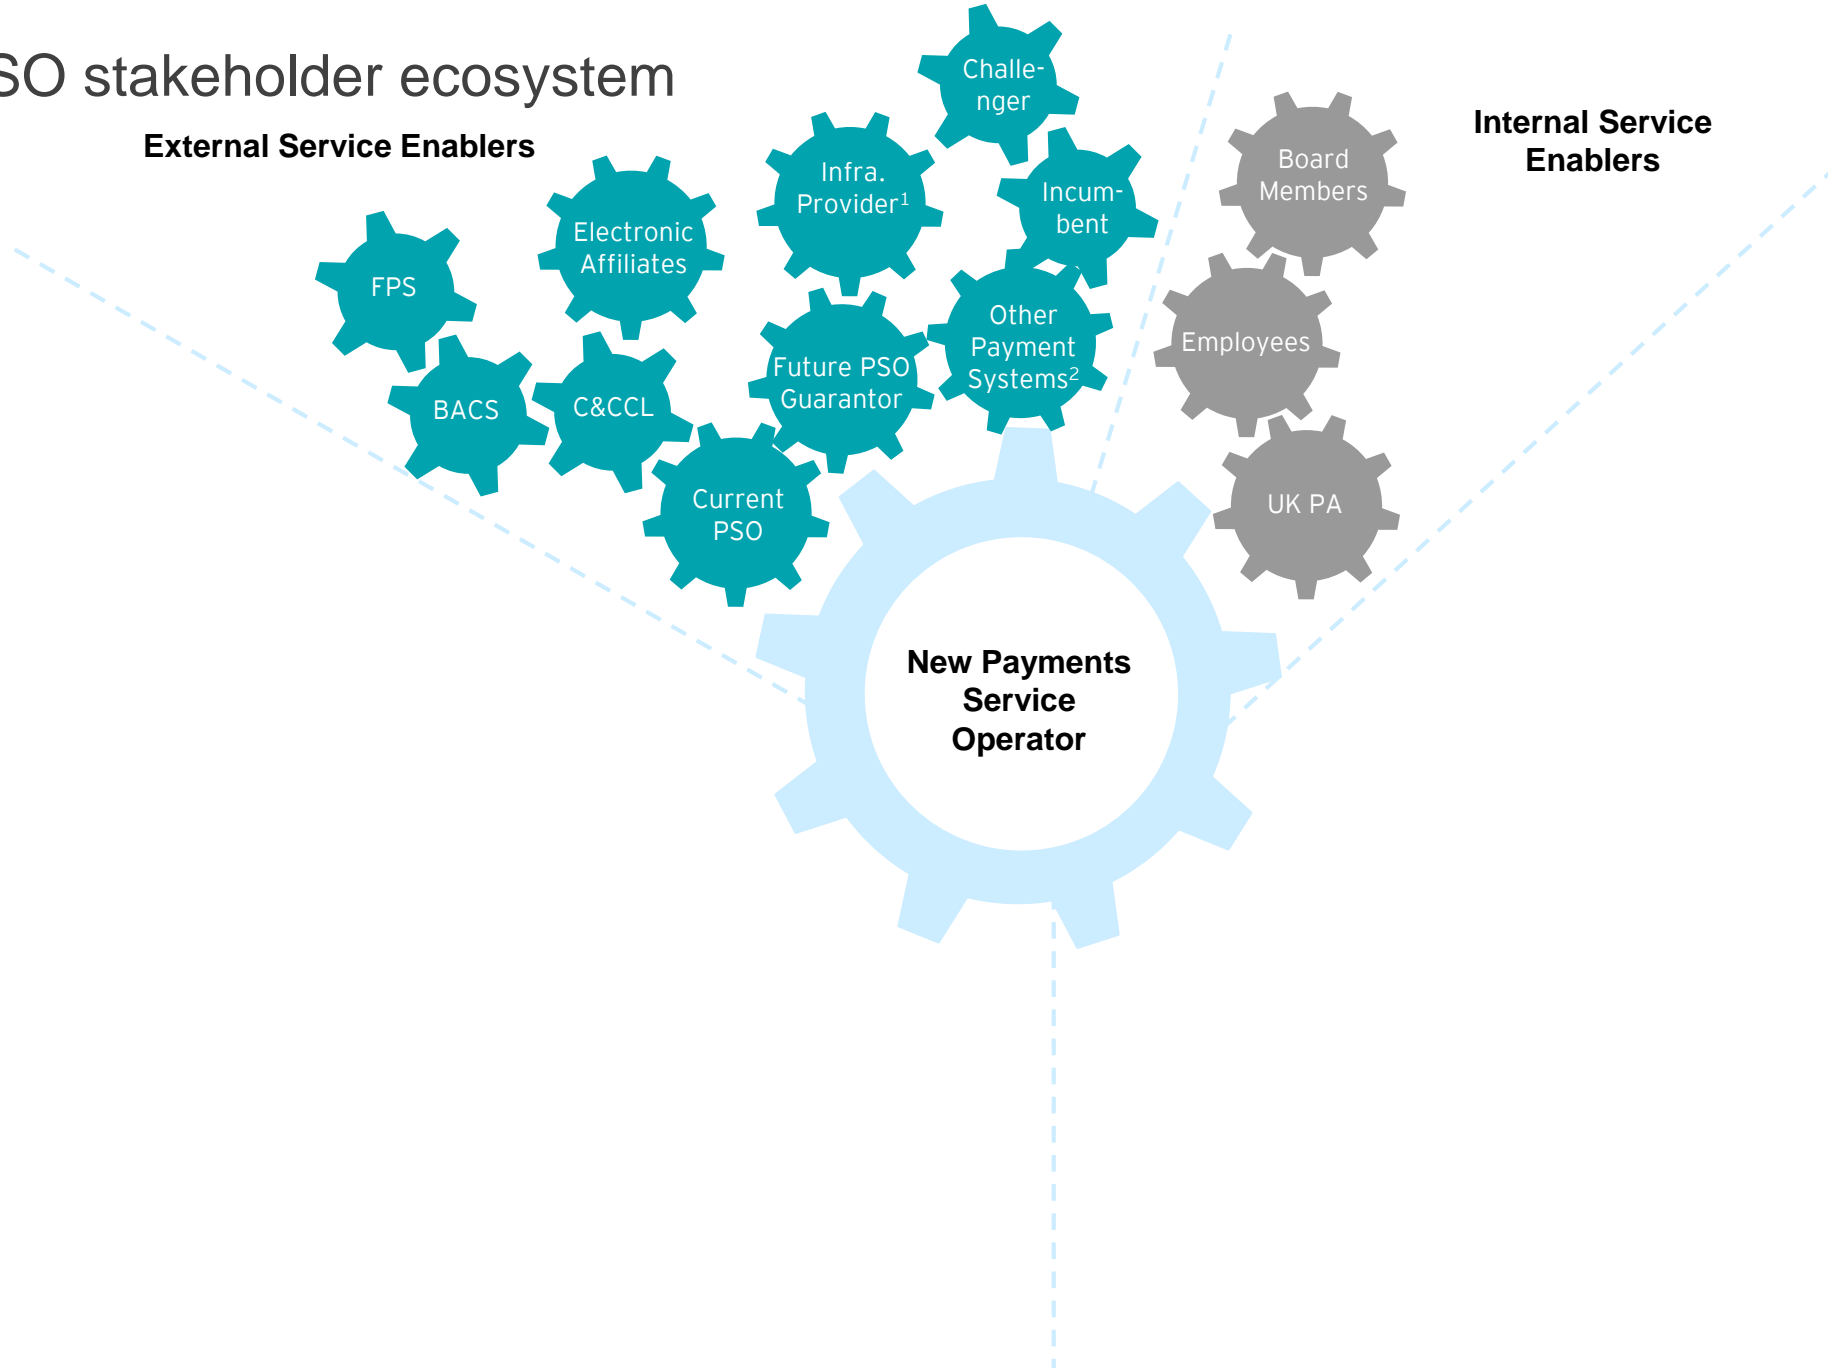 SO stakeholder ecosystem
External Service Enablers
Internal Service
Enablers
Challe-
nger
Infra.
Provider¹
Incum-
bent
Board
Members
Electronic
Affiliates
FPS
Other
Payment
Systems²
Employees
Future PSO
Guarantor
BACS
C&CCL
Current
PSO
UK PA
New Payments
Service
Operator